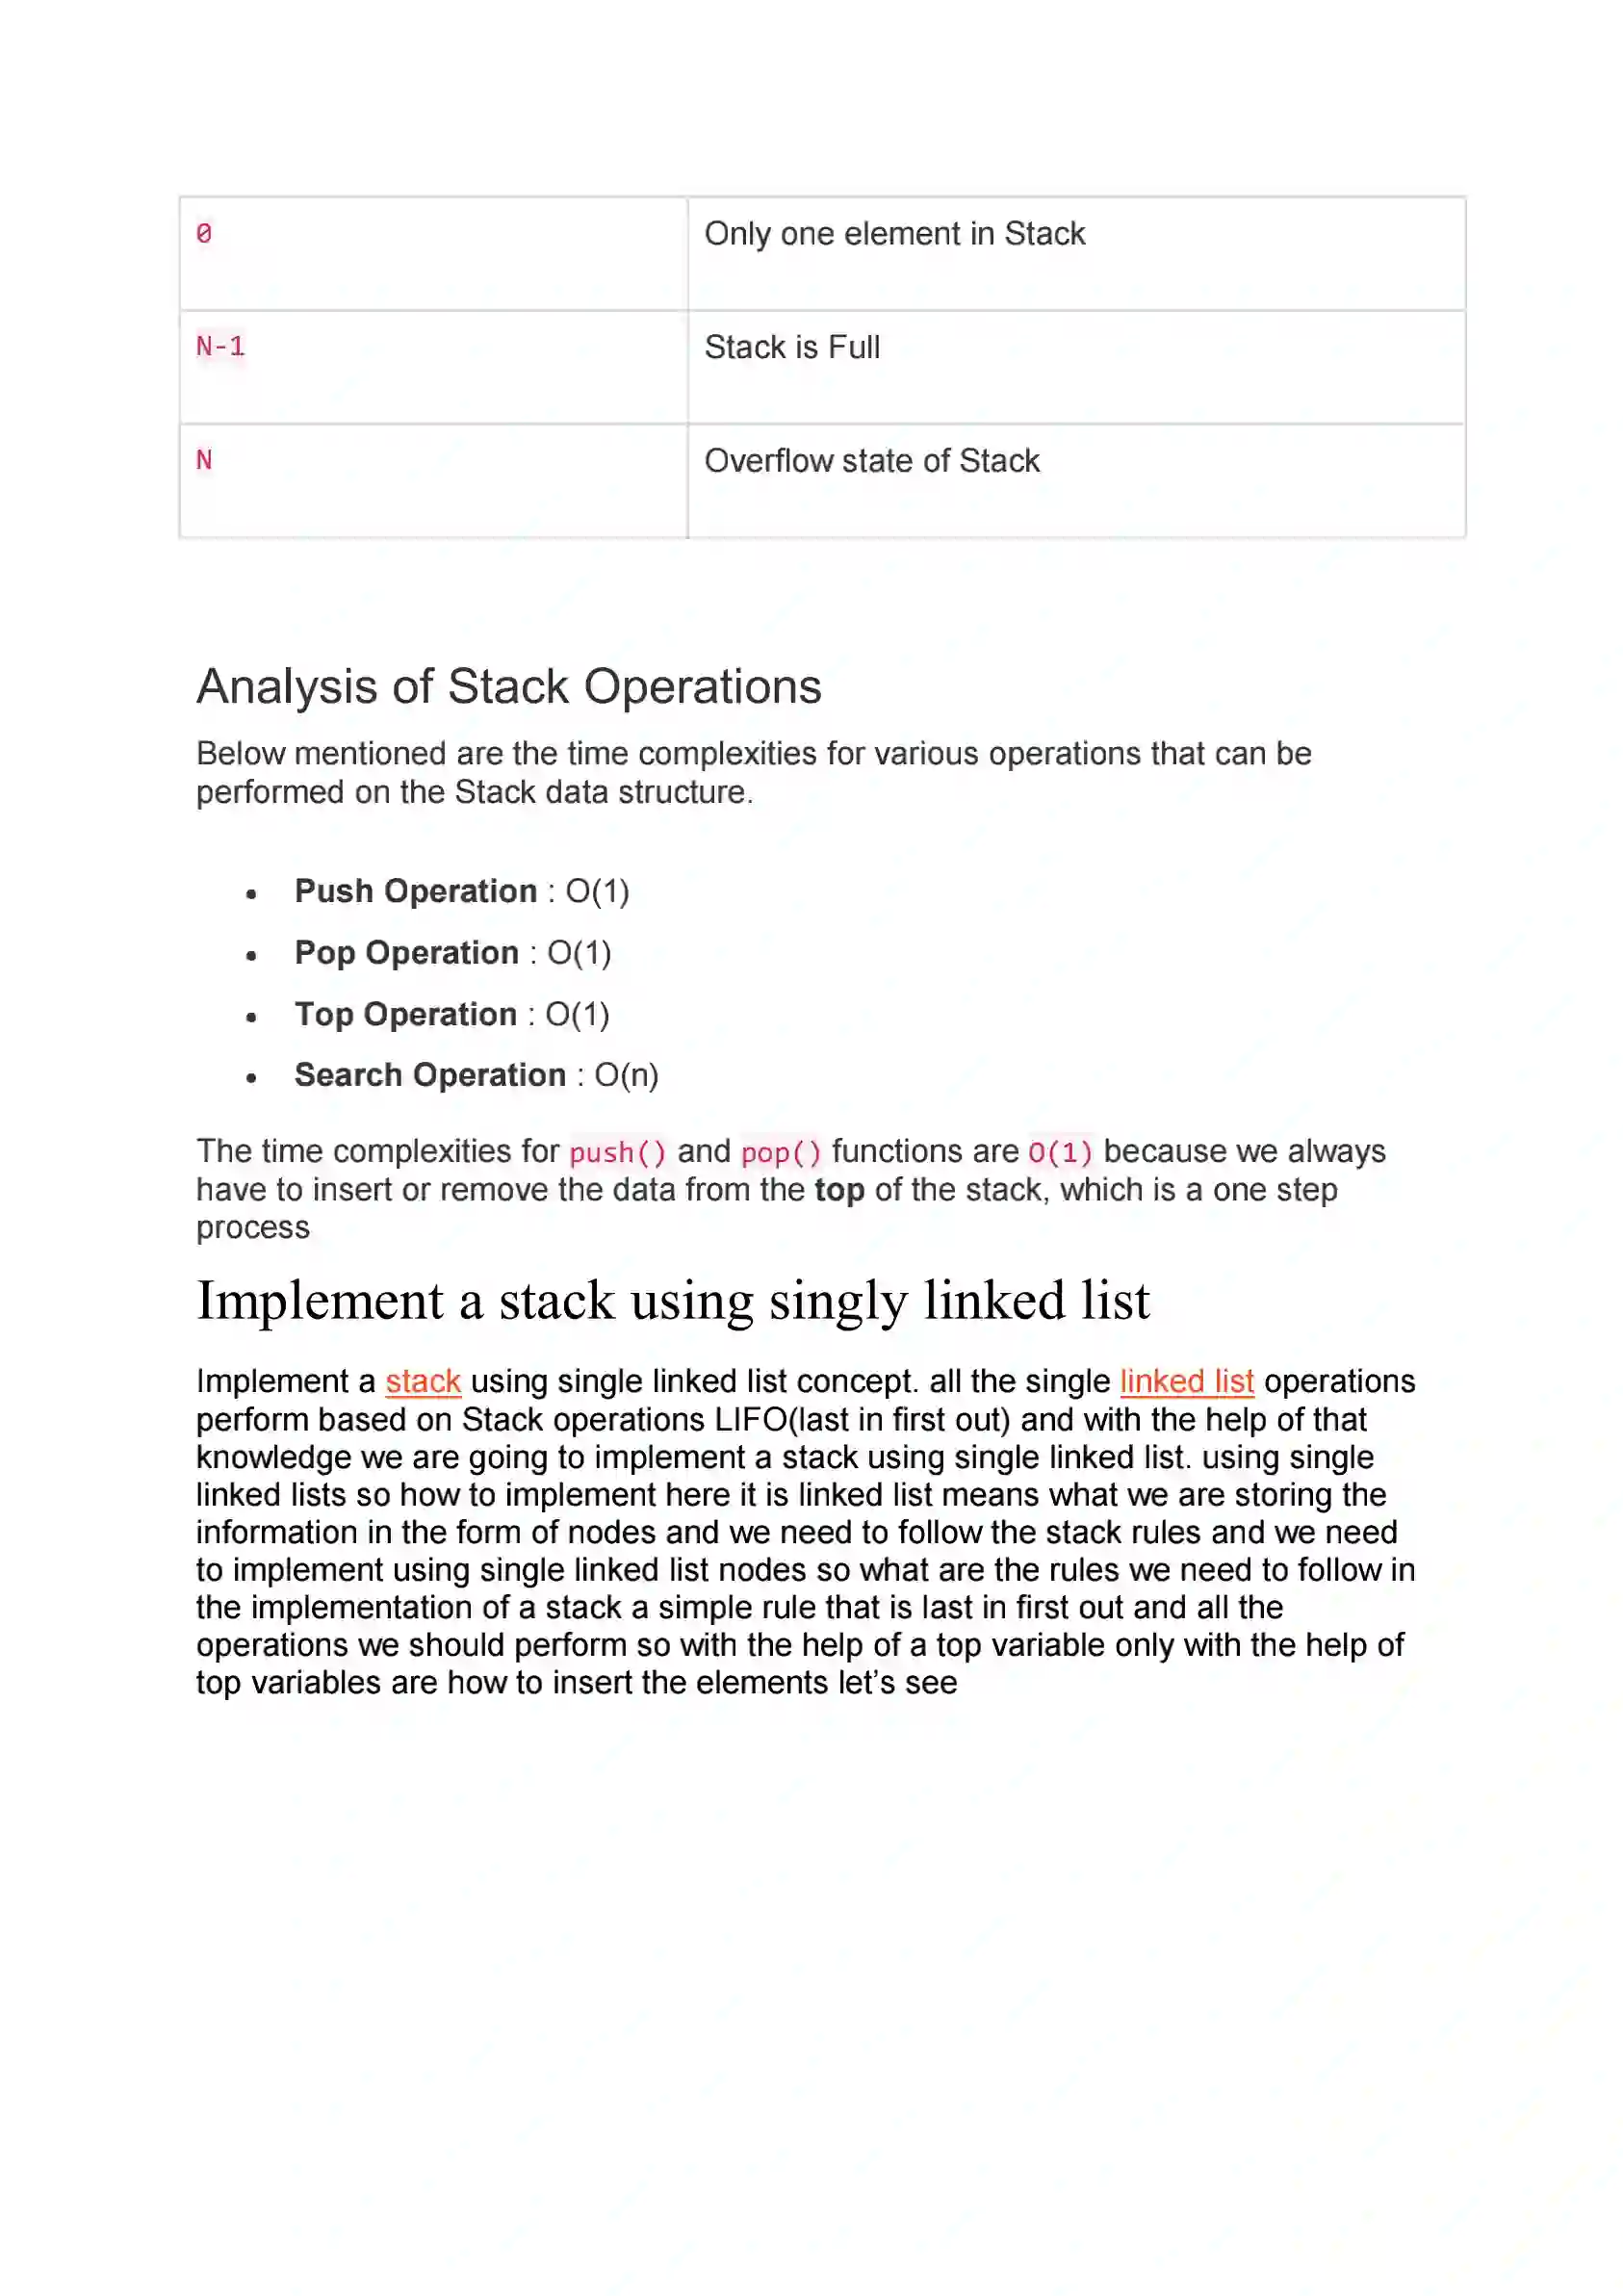 0 Only one element in Stack
N-1 Stack is Full
N Overflow state of Stack
Analysis of Stack Operations
Below mentioned are the time complexities for various operations that can be
performed on the Stack data structure.
• Push Operation : O(1)
• Pop Operation : O(1)
• Top Operation : O(1)
• Search Operation : O(n)
The time complexities for push() and pop() functions are O(1) because we always
have to insert or remove the data from the top of the stack, which is a one step
process
Implement a stack using singly linked list
Implement a stack using single linked list concept. all the single linked list operations
perform based on Stack operations LIFO(last in first out) and with the help of that
knowledge we are going to implement a stack using single linked list. using single
linked lists so how to implement here it is linked list means what we are storing the
information in the form of nodes and we need to follow the stack rules and we need
to implement using single linked list nodes so what are the rules we need to follow in
the implementation of a stack a simple rule that is last in first out and all the
operations we should perform so with the help of a top variable only with the help of
top variables are how to insert the elements let’s see